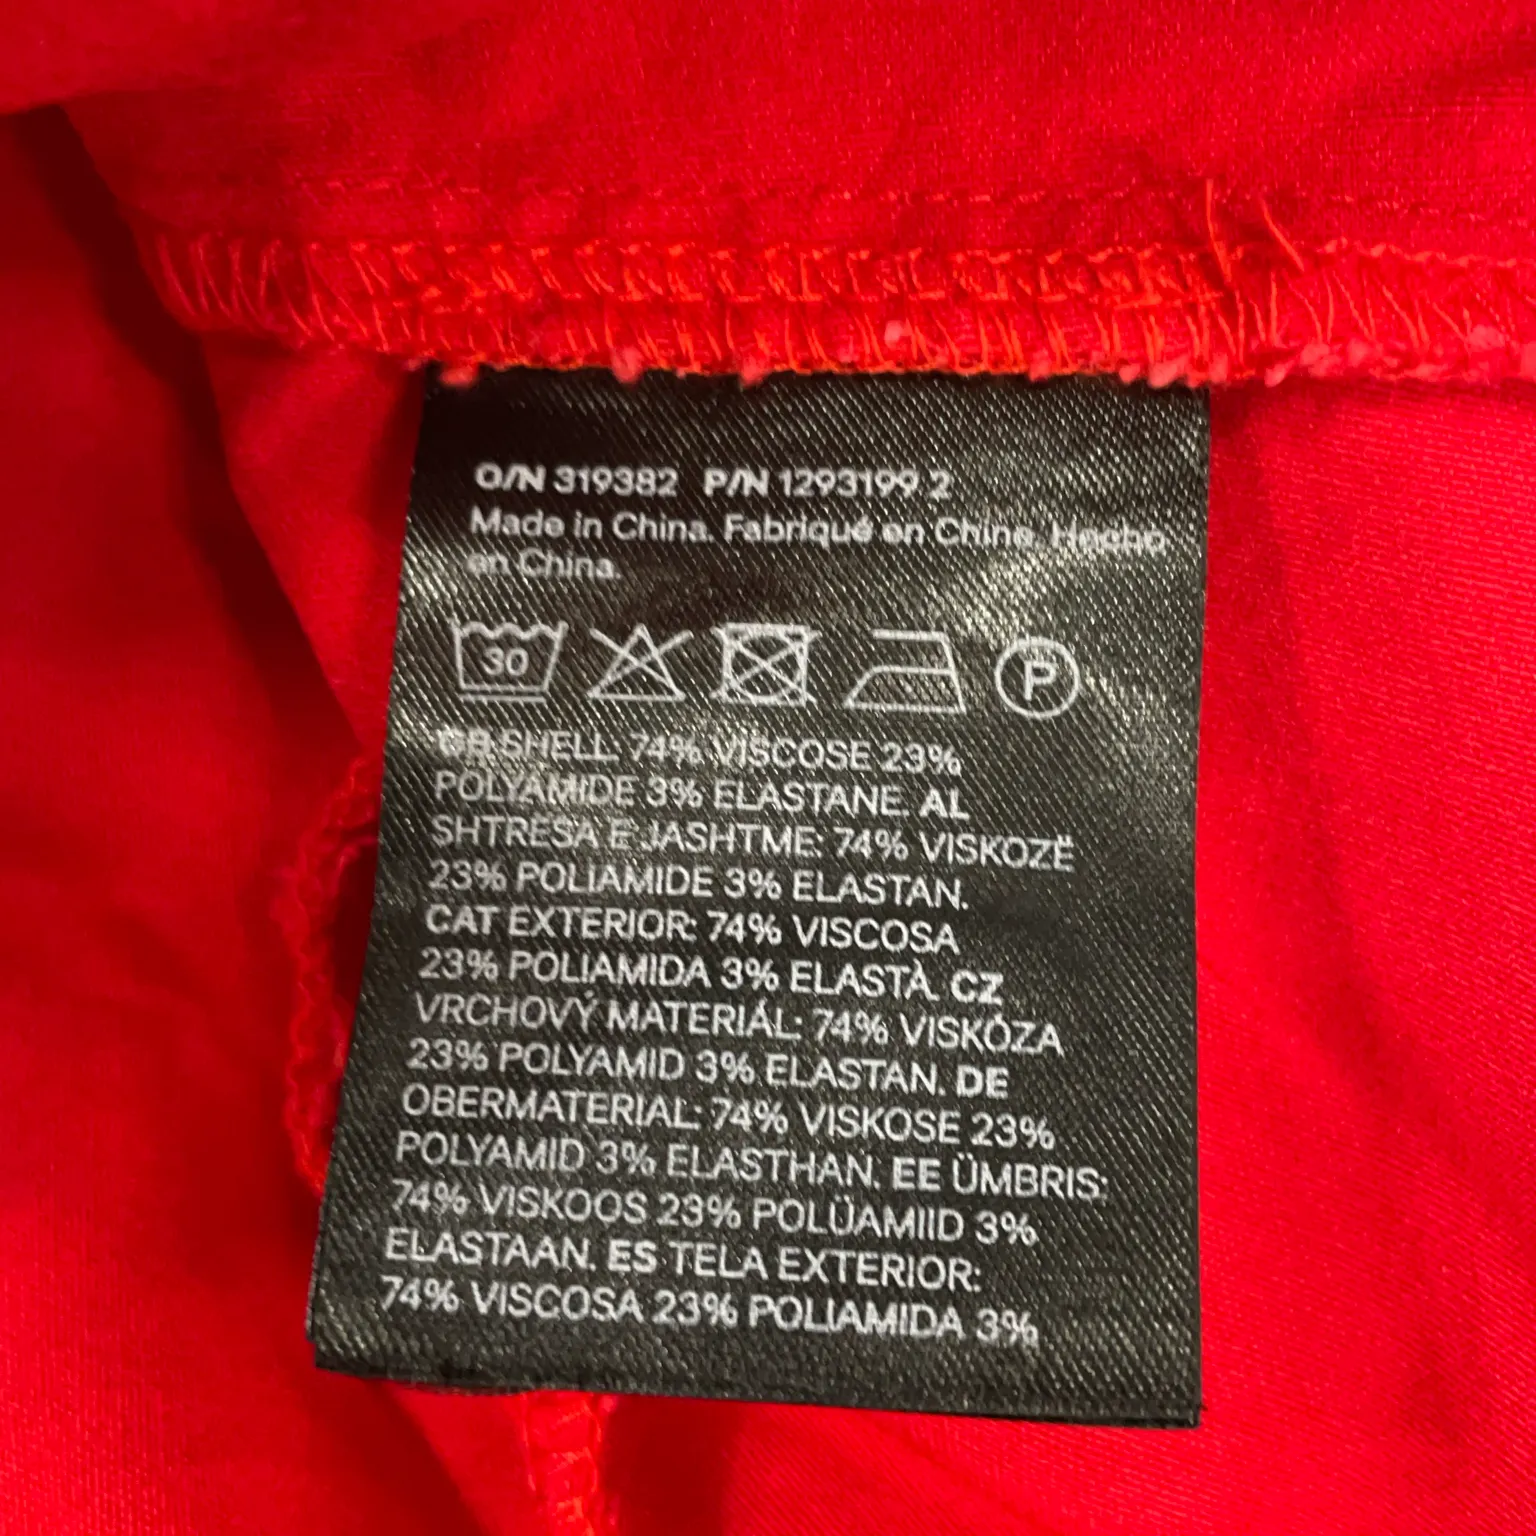 O/N 319382 P/N 1293199 2
Made in China. Fabriqué en Chine. Hecho
en China.
30 P
GB SHELL: 74% VISCOSE 23%
POLYAMIDE 3% ELASTANE. AL
SHTRESA E JASHTME: 74% VISKOZË
23% POLIAMIDE 3% ELASTAN.
CAT EXTERIOR: 74% VISCOSA
23% POLIAMIDA 3% ELASTÀ. CZ
VRCHOVÝ MATERIÁL: 74% VISKÓZA
23% POLYAMID 3% ELASTAN. DE
OBERMATERIAL: 74% VISKOSE 23%
POLYAMID 3% ELASTHAN. EE ÜMBRIS:
74% VISKOOS 23% POLÜAMIID 3%
ELASTAAN. ES TELA EXTERIOR:
74% VISCOSA 23% POLIAMIDA 3%